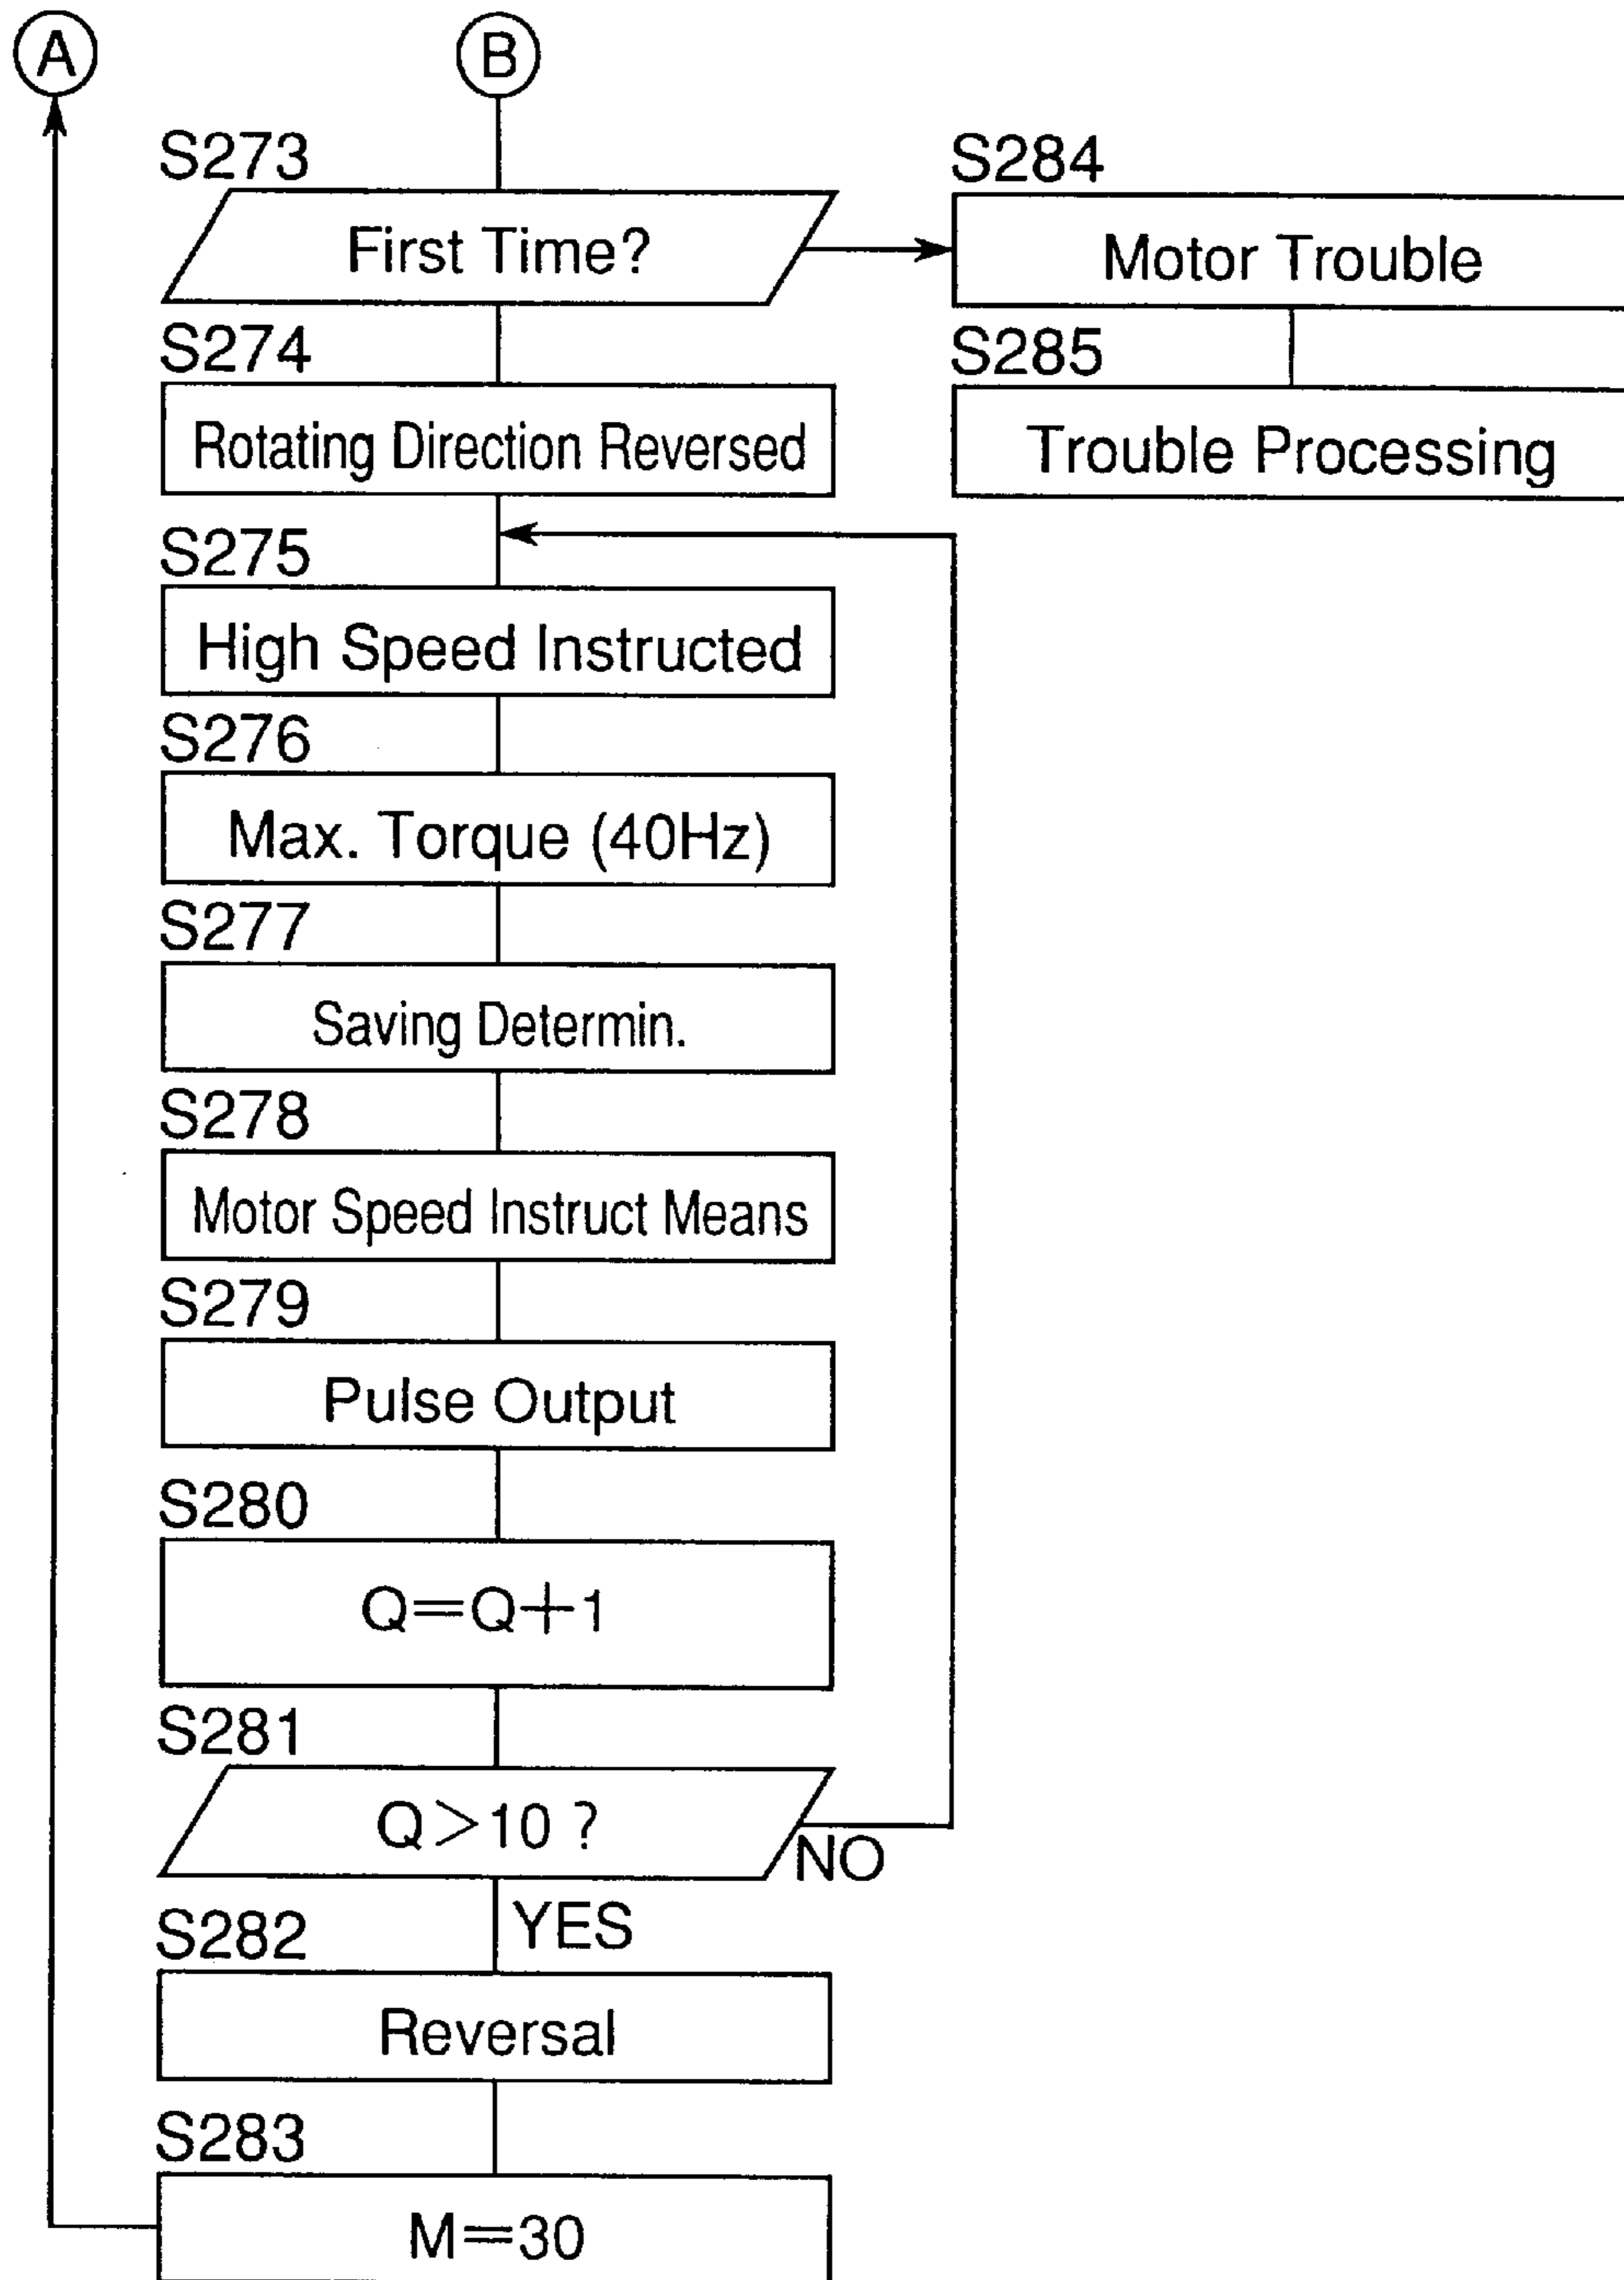 A
B
S273
First Time?
S284
Motor Trouble
S274
Rotating Direction Reversed
S285
Trouble Processing
S275
High Speed Instructed
S276
Max. Torque (40Hz)
S277
Saving Determin.
S278
Motor Speed Instruct Means
S279
Pulse Output
S280
Q=Q+1
S281
Q>10 ?
NO
YES
S282
Reversal
S283
M=30